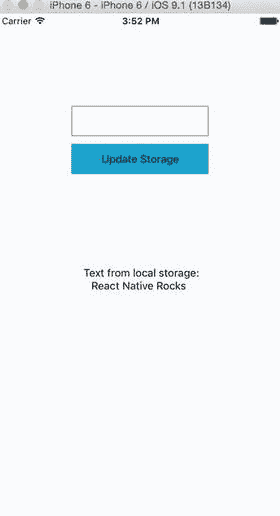 iPhone 6 - iPhone 6 / iOS 9.1 (13B134)
Carrier 3:52 PM
Update Storage
Text from local storage:
React Native Rocks